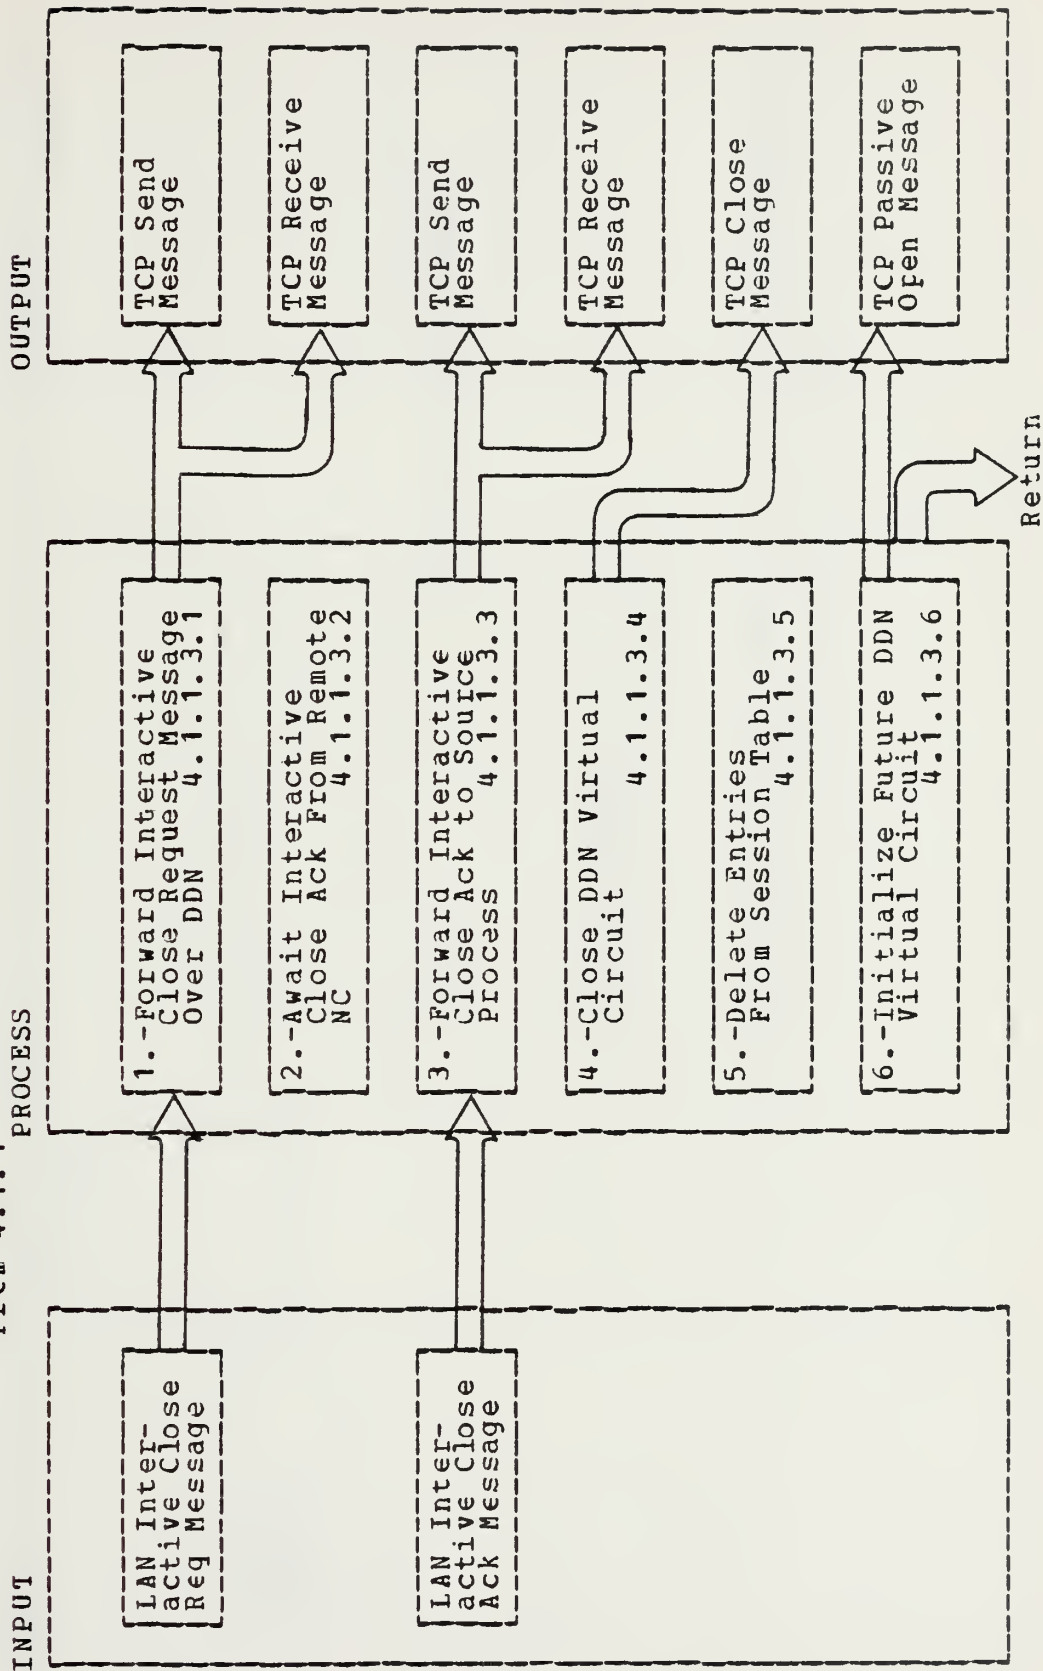 INPUT
LAN Inter-
active Close
Req Message
LAN Inter-
active Close
Ack Message
PROCESS
1.-Forward Interactive
Close Request Message
Over DDN 4.1.1.3.1
2.-Await Interactive
Close Ack From Remote
NC 4.1.1.3.2
3.-Forward Interactive
Close Ack to Source
Process 4.1.1.3.3
4.-Close DDN Virtual
Circuit
4.1.1.3.4
5.-Delete Entries
From Session Table
4.1.1.3.5
6.-Initialize Future DDN
Virtual Circuit
4.1.1.3.6
OUTPUT
TCP Send
Message
TCP Receive
Message
TCP Send
Message
TCP Receive
Message
TCP Close
Message
TCP Passive
Open Message
Return